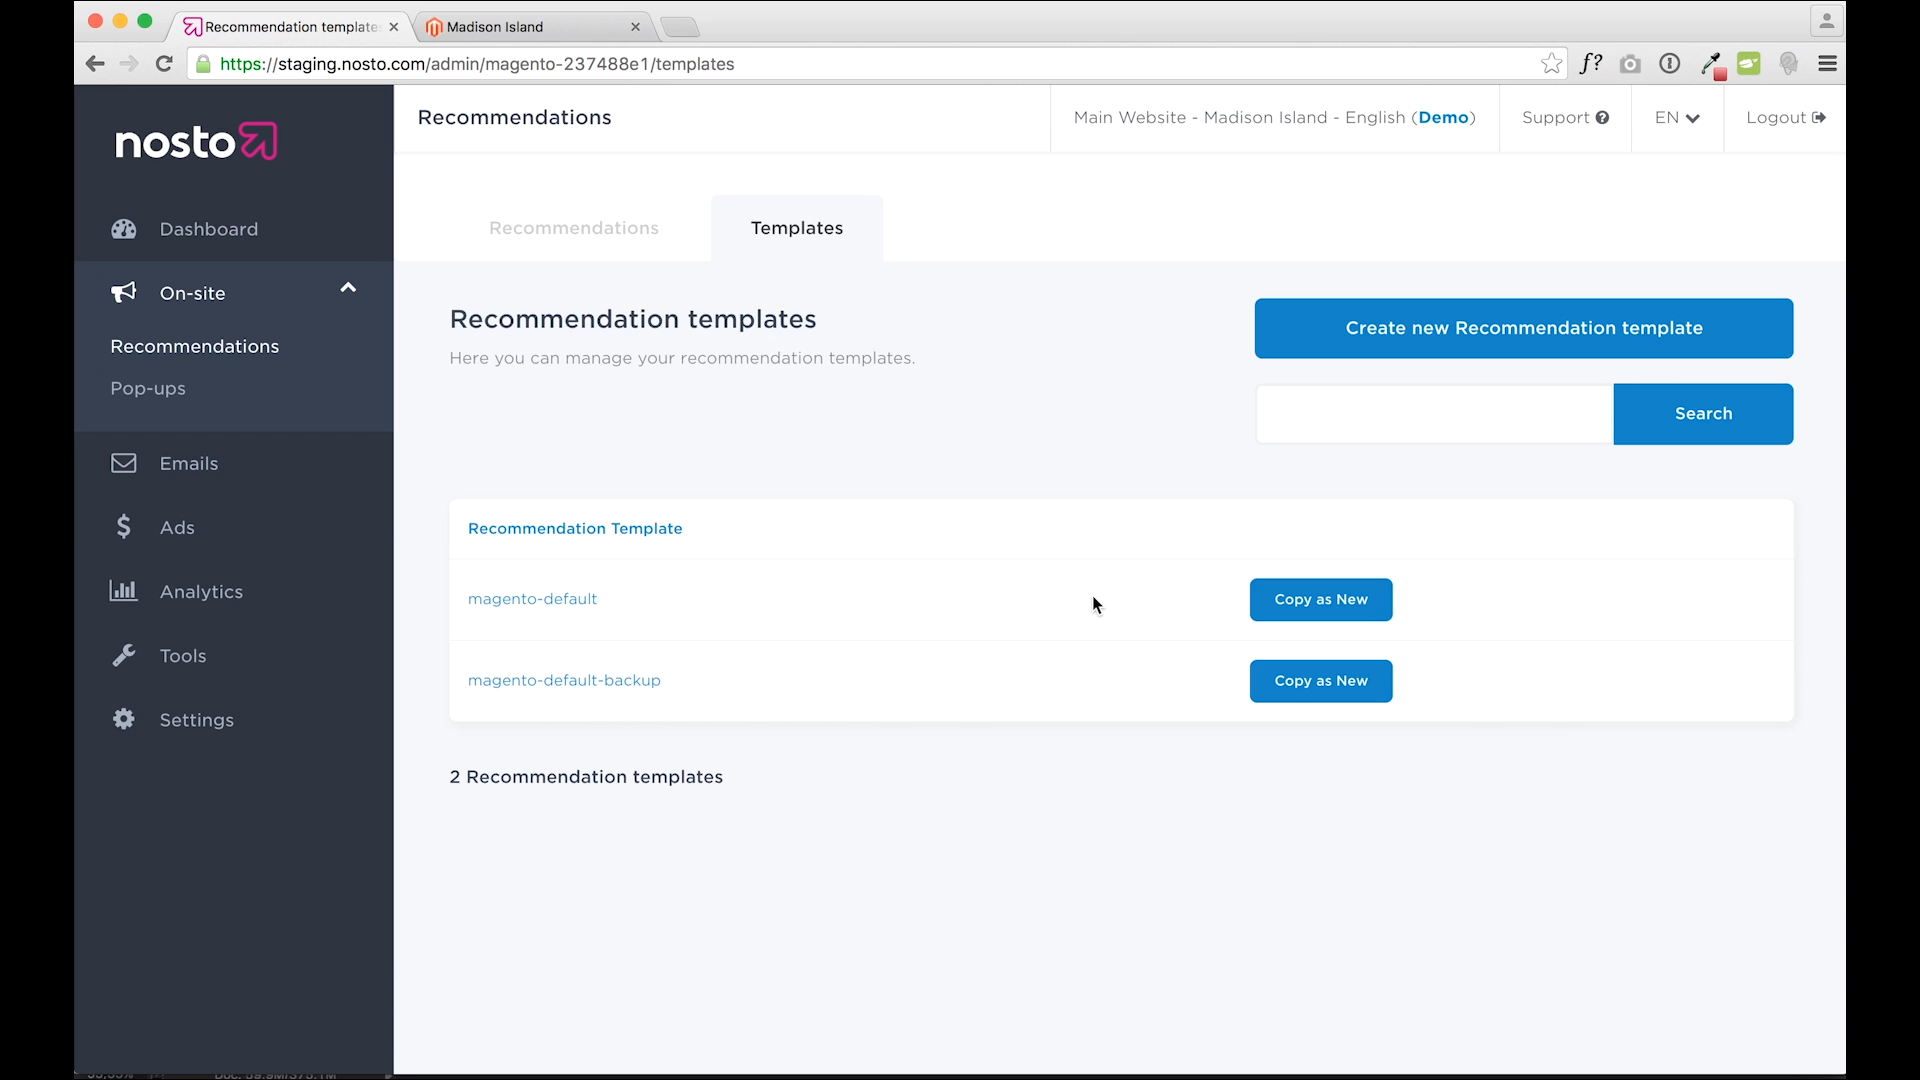 Recommendation template
Madison Island
https://staging.nosto.com/admin/magento-237488e1/templates
f?
nosto
Recommendations
Main Website - Madison Island - English (Demo)
Support
EN
Logout
Dashboard
On-site
Recommendations
Pop-ups
Emails
Ads
Analytics
Tools
Settings
Recommendations
Templates
Recommendation templates
Here you can manage your recommendation templates.
Create new Recommendation template
Search
Recommendation Template
magento-default
Copy as New
magento-default-backup
Copy as New
2 Recommendation templates